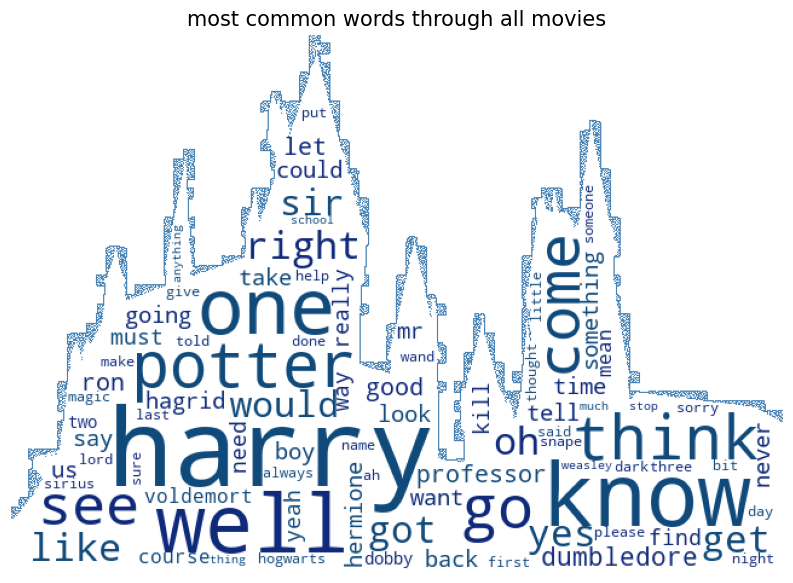 most common words through all movies
put
let
could
sir
school
right
someone
anything
take help
give
one
really
come
something
little
going
must
told
done
mr
wand
mean
make
potter
way
thought
time
ron
magic
hagrid
would
good
look
kill
tell
much
stop
sorry
two
last
harry
say
need
boy
name
oh
said
snape
think
never
us
lord
sure
always
ah
professor
weasley
dark
three
bit
sirius
see
voldemort
well
yeah
hermione
want
go
know
day
got
yes
please
find
get
like
course
thing
hogwarts
dobby
back
first
dumbledore
night